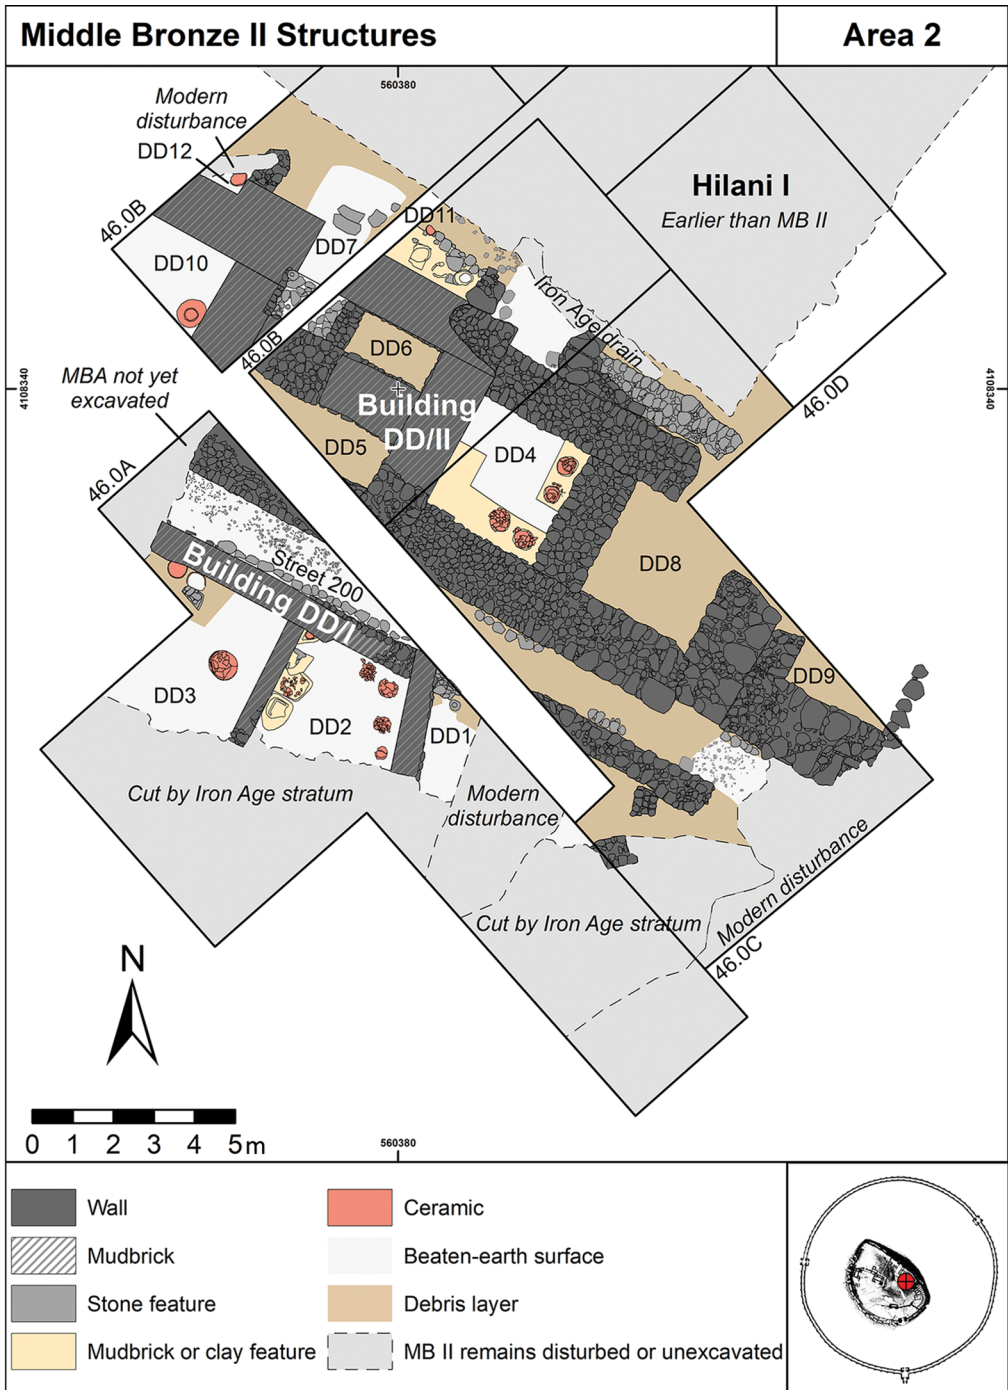 Middle Bronze II Structures
Area 2
560380
Modern
disturbance
DD12
46.0B
DD10
DD7
DD11
Hilani I
Earlier than MB II
Iron Age drain
46.0B
46.0D
4108340
4108340
MBA not yet
excavated
DD6
Building
DD/II
DD5
DD4
46.0A
Street 200
Building DD/I
DD8
DD9
DD3
DD2
DD1
Cut by Iron Age stratum
Modern
disturbance
Cut by Iron Age stratum
Modern disturbance
46.0C
N
0 1 2 3 4 5m
560380
Wall
Mudbrick
Stone feature
Mudbrick or clay feature
Ceramic
Beaten-earth surface
Debris layer
MB II remains disturbed or unexcavated